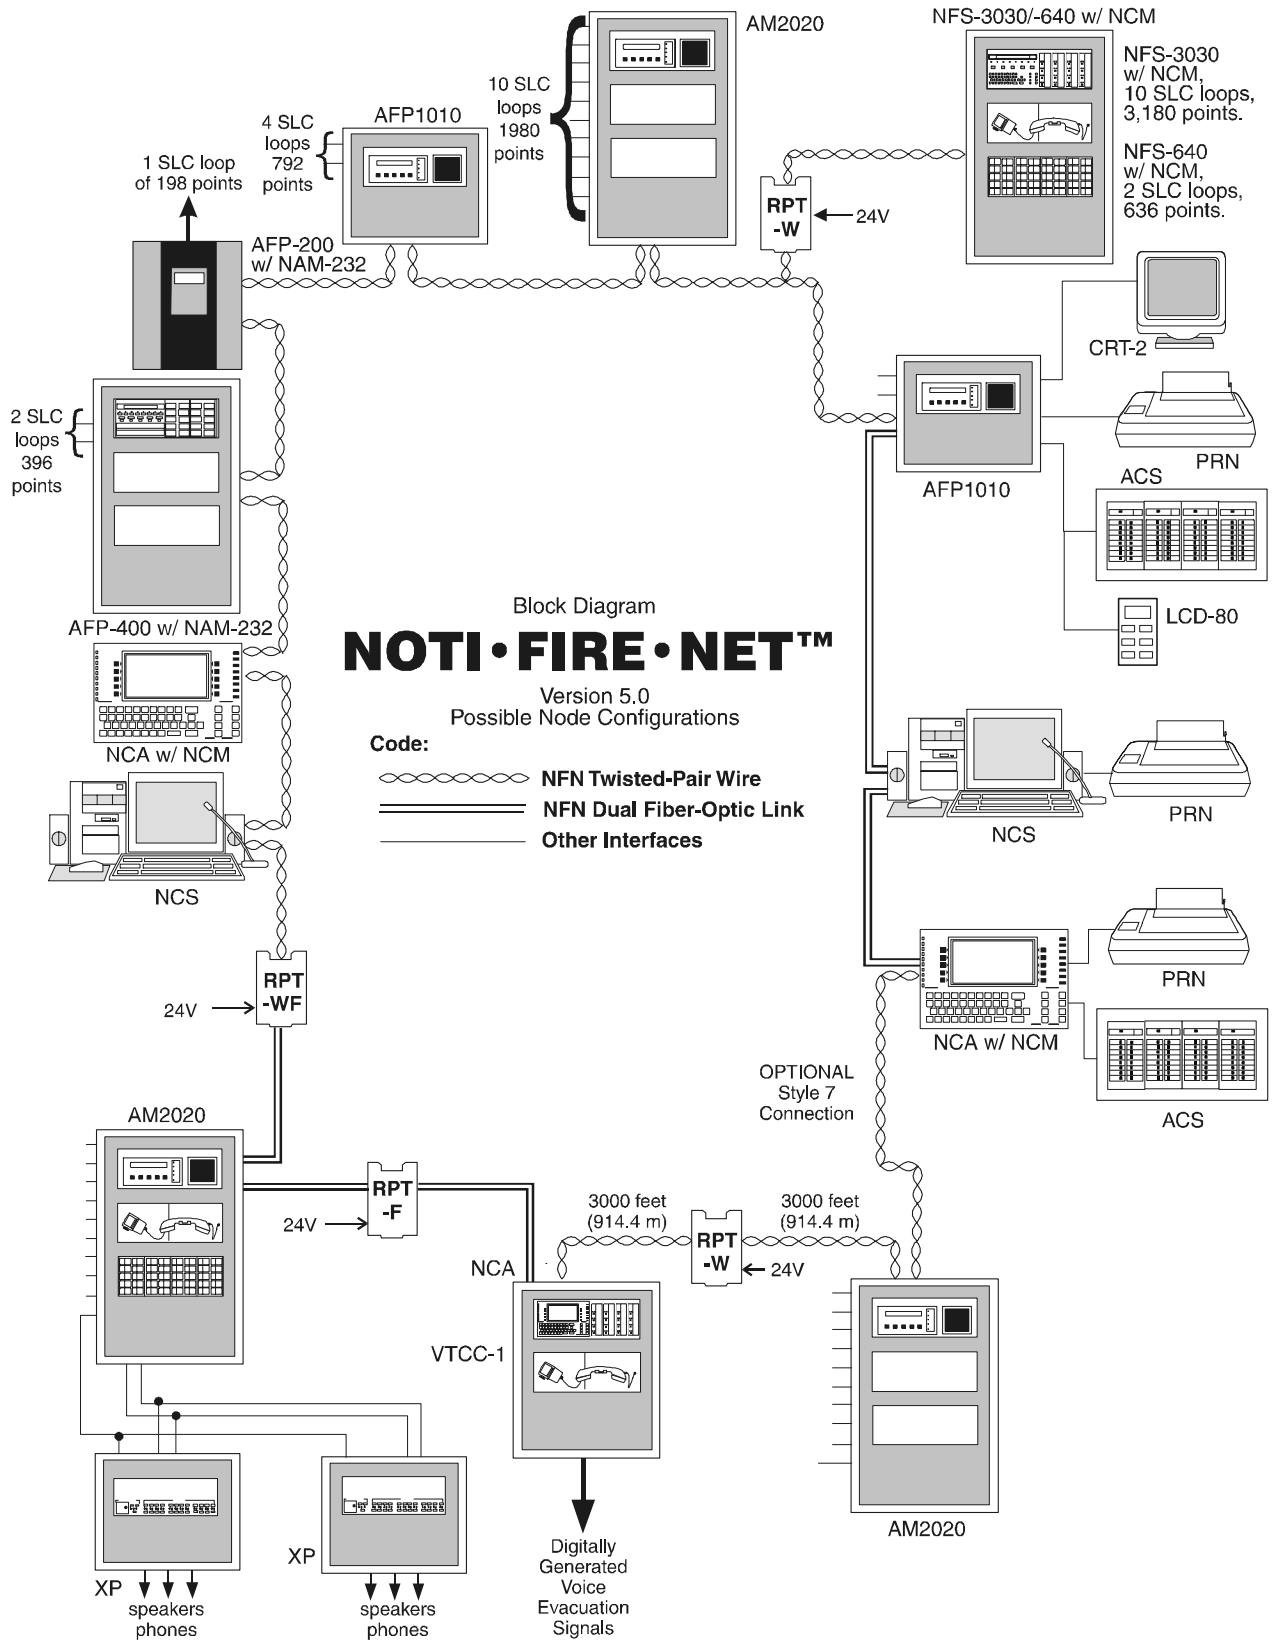 AM2020
10 SLC
loops
1980
points
NFS-3030/-640 w/ NCM
NFS-3030
w/ NCM,
10 SLC loops,
3,180 points.
NFS-640
w/ NCM,
2 SLC loops,
636 points.
AFP1010
4 SLC
loops
792
points
1 SLC loop
of 198 points
AFP-200
w/ NAM-232
RPT
-W
24V
CRT-2
PRN
AFP1010
ACS
LCD-80
2 SLC
loops
396
points
AFP-400 w/ NAM-232
Block Diagram
NOTI•FIRE•NET™
Version 5.0
Possible Node Configurations
Code:
NFN Twisted-Pair Wire
NFN Dual Fiber-Optic Link
Other Interfaces
NCA w/ NCM
NCS
NCS
PRN
RPT
-WF
24V
PRN
NCA w/ NCM
ACS
OPTIONAL
Style 7
Connection
AM2020
RPT
-F
24V
3000 feet
(914.4 m)
RPT
-W
3000 feet
(914.4 m)
24V
NCA
VTCC-1
AM2020
XP
speakers
phones
XP
speakers
phones
Digitally
Generated
Voice
Evacuation
Signals